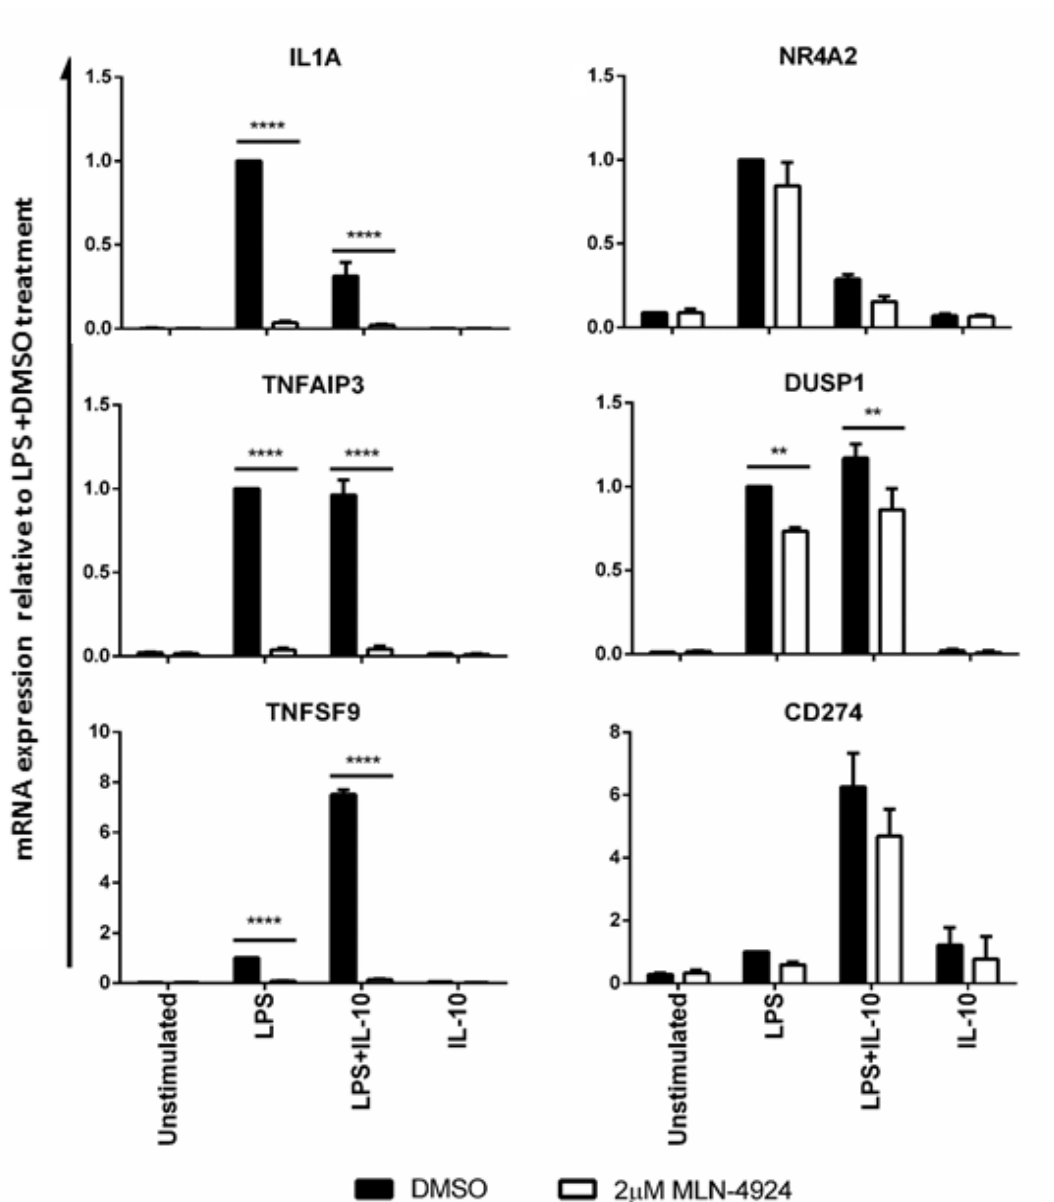 mRNA expression relative to LPS+DMSO treatment
IL1A
1.5
1.0
0.5
0.0
****
****
NR4A2
1.5
1.0
0.5
0.0
TNFAIP3
1.5
1.0
0.5
0.0
****
****
DUSP1
1.5
1.0
0.5
0.0
**
**
TNFSF9
10
8
6
4
2
0
****
****
Unstimulated
LPS
LPS+IL-10
IL-10
CD274
8
6
4
2
0
Unstimulated
LPS
LPS+IL-10
IL-10
DMSO
2μM MLN-4924